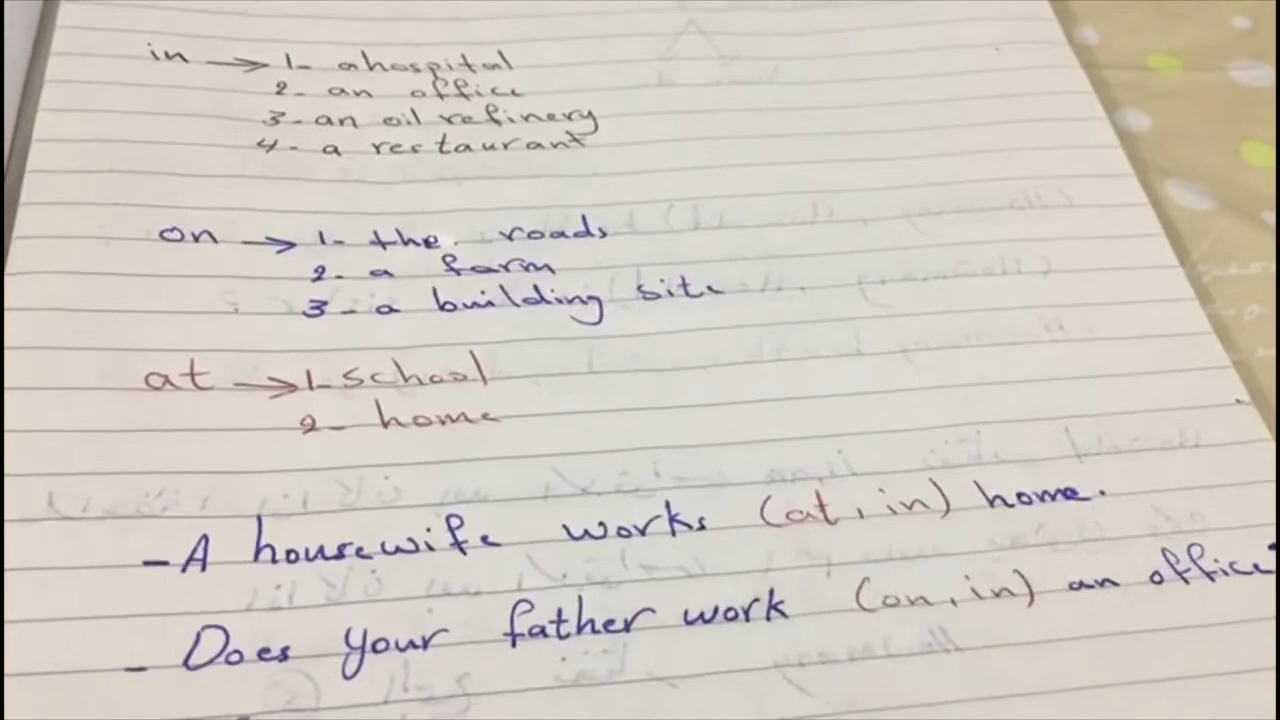 in → 1- a hospital
2- an office
3- an oil refinery
4- a restaurant
on → 1- the roads
2- a farm
3- a building site
at → 1- school
2- home
- A housewife works (at, in) home.
- Does your father work (on, in) an office?